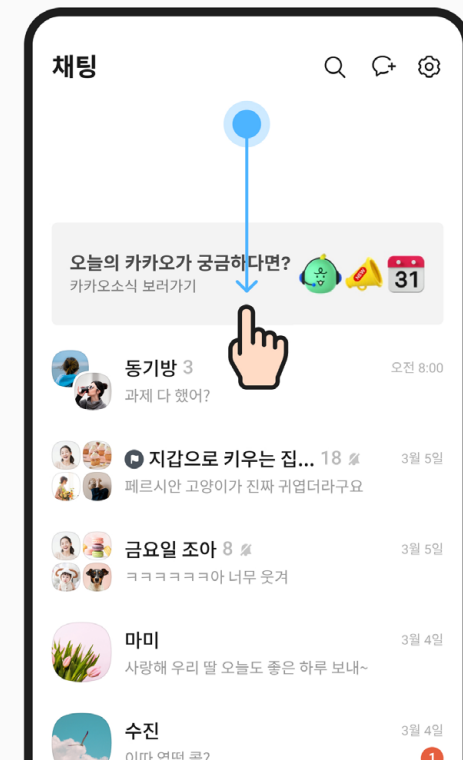 채팅
오늘의 카카오가 궁금하다면?
카카오소식 보러가기
NEW
31
동기방 3
오전 8:00
과제 다 했어?
지갑으로 키우는 집... 18
3월 5일
페르시안 고양이가 진짜 귀엽더라구요
금요일 조아 8
3월 5일
ㅋㅋㅋㅋㅋㅋ아 너무 웃겨
마미
3월 4일
사랑해 우리 딸 오늘도 좋은 하루 보내~
수진
3월 4일
이따 영떡 콜?
1